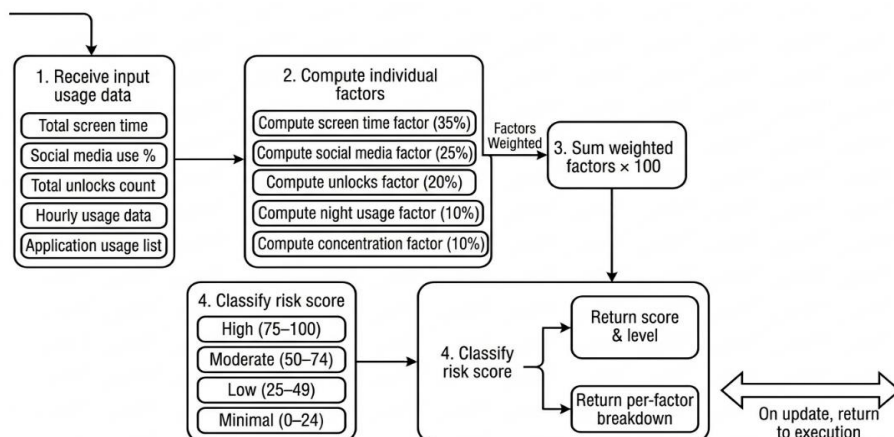 1. Receive input
usage data
Total screen time
Social media use %
Total unlocks count
Hourly usage data
Application usage list
2. Compute individual
factors
Compute screen time factor (35%)
Compute social media factor (25%)
Compute unlocks factor (20%)
Compute night usage factor (10%)
Compute concentration factor (10%)
Factors
Weighted
3. Sum weighted
factors × 100
4. Classify risk score
High (75–100)
Moderate (50–74)
Low (25–49)
Minimal (0–24)
4. Classify
risk score
Return score
& level
Return per-factor
breakdown
On update, return
to execution